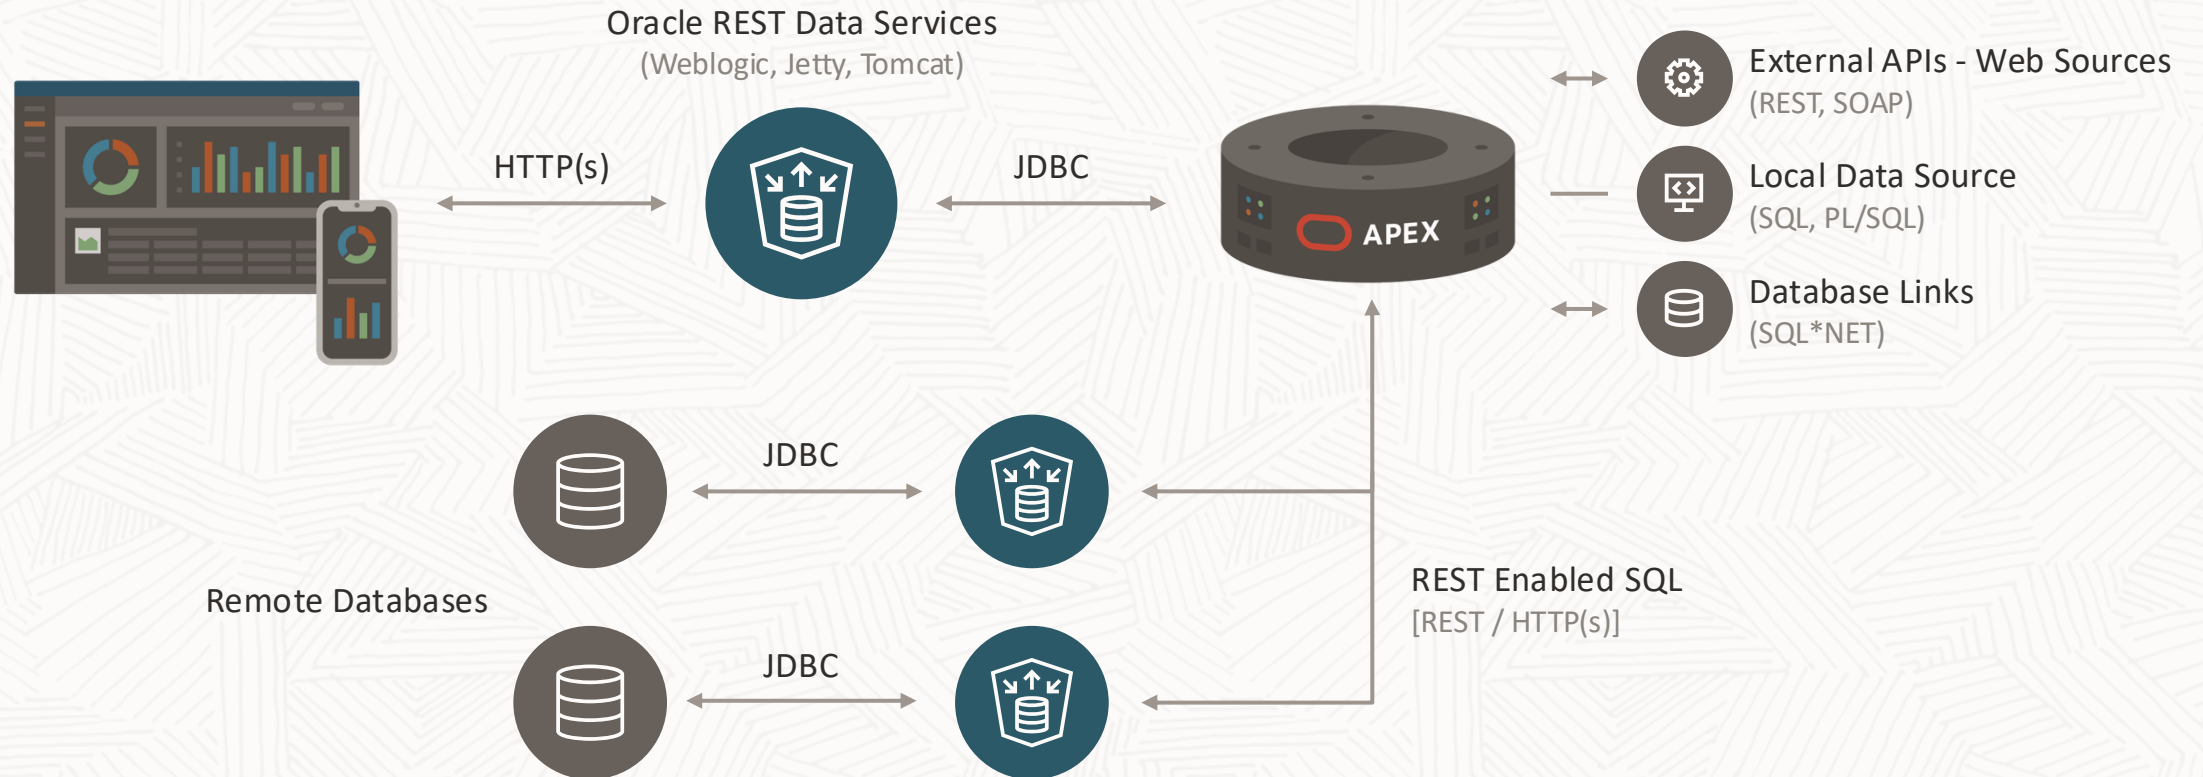 Oracle REST Data Services
(Weblogic, Jetty, Tomcat)
HTTP(s)
JDBC
APEX
External APIs - Web Sources
(REST, SOAP)
Local Data Source
(SQL, PL/SQL)
Database Links
(SQL*NET)
JDBC
Remote Databases
JDBC
REST Enabled SQL
[REST / HTTP(s)]